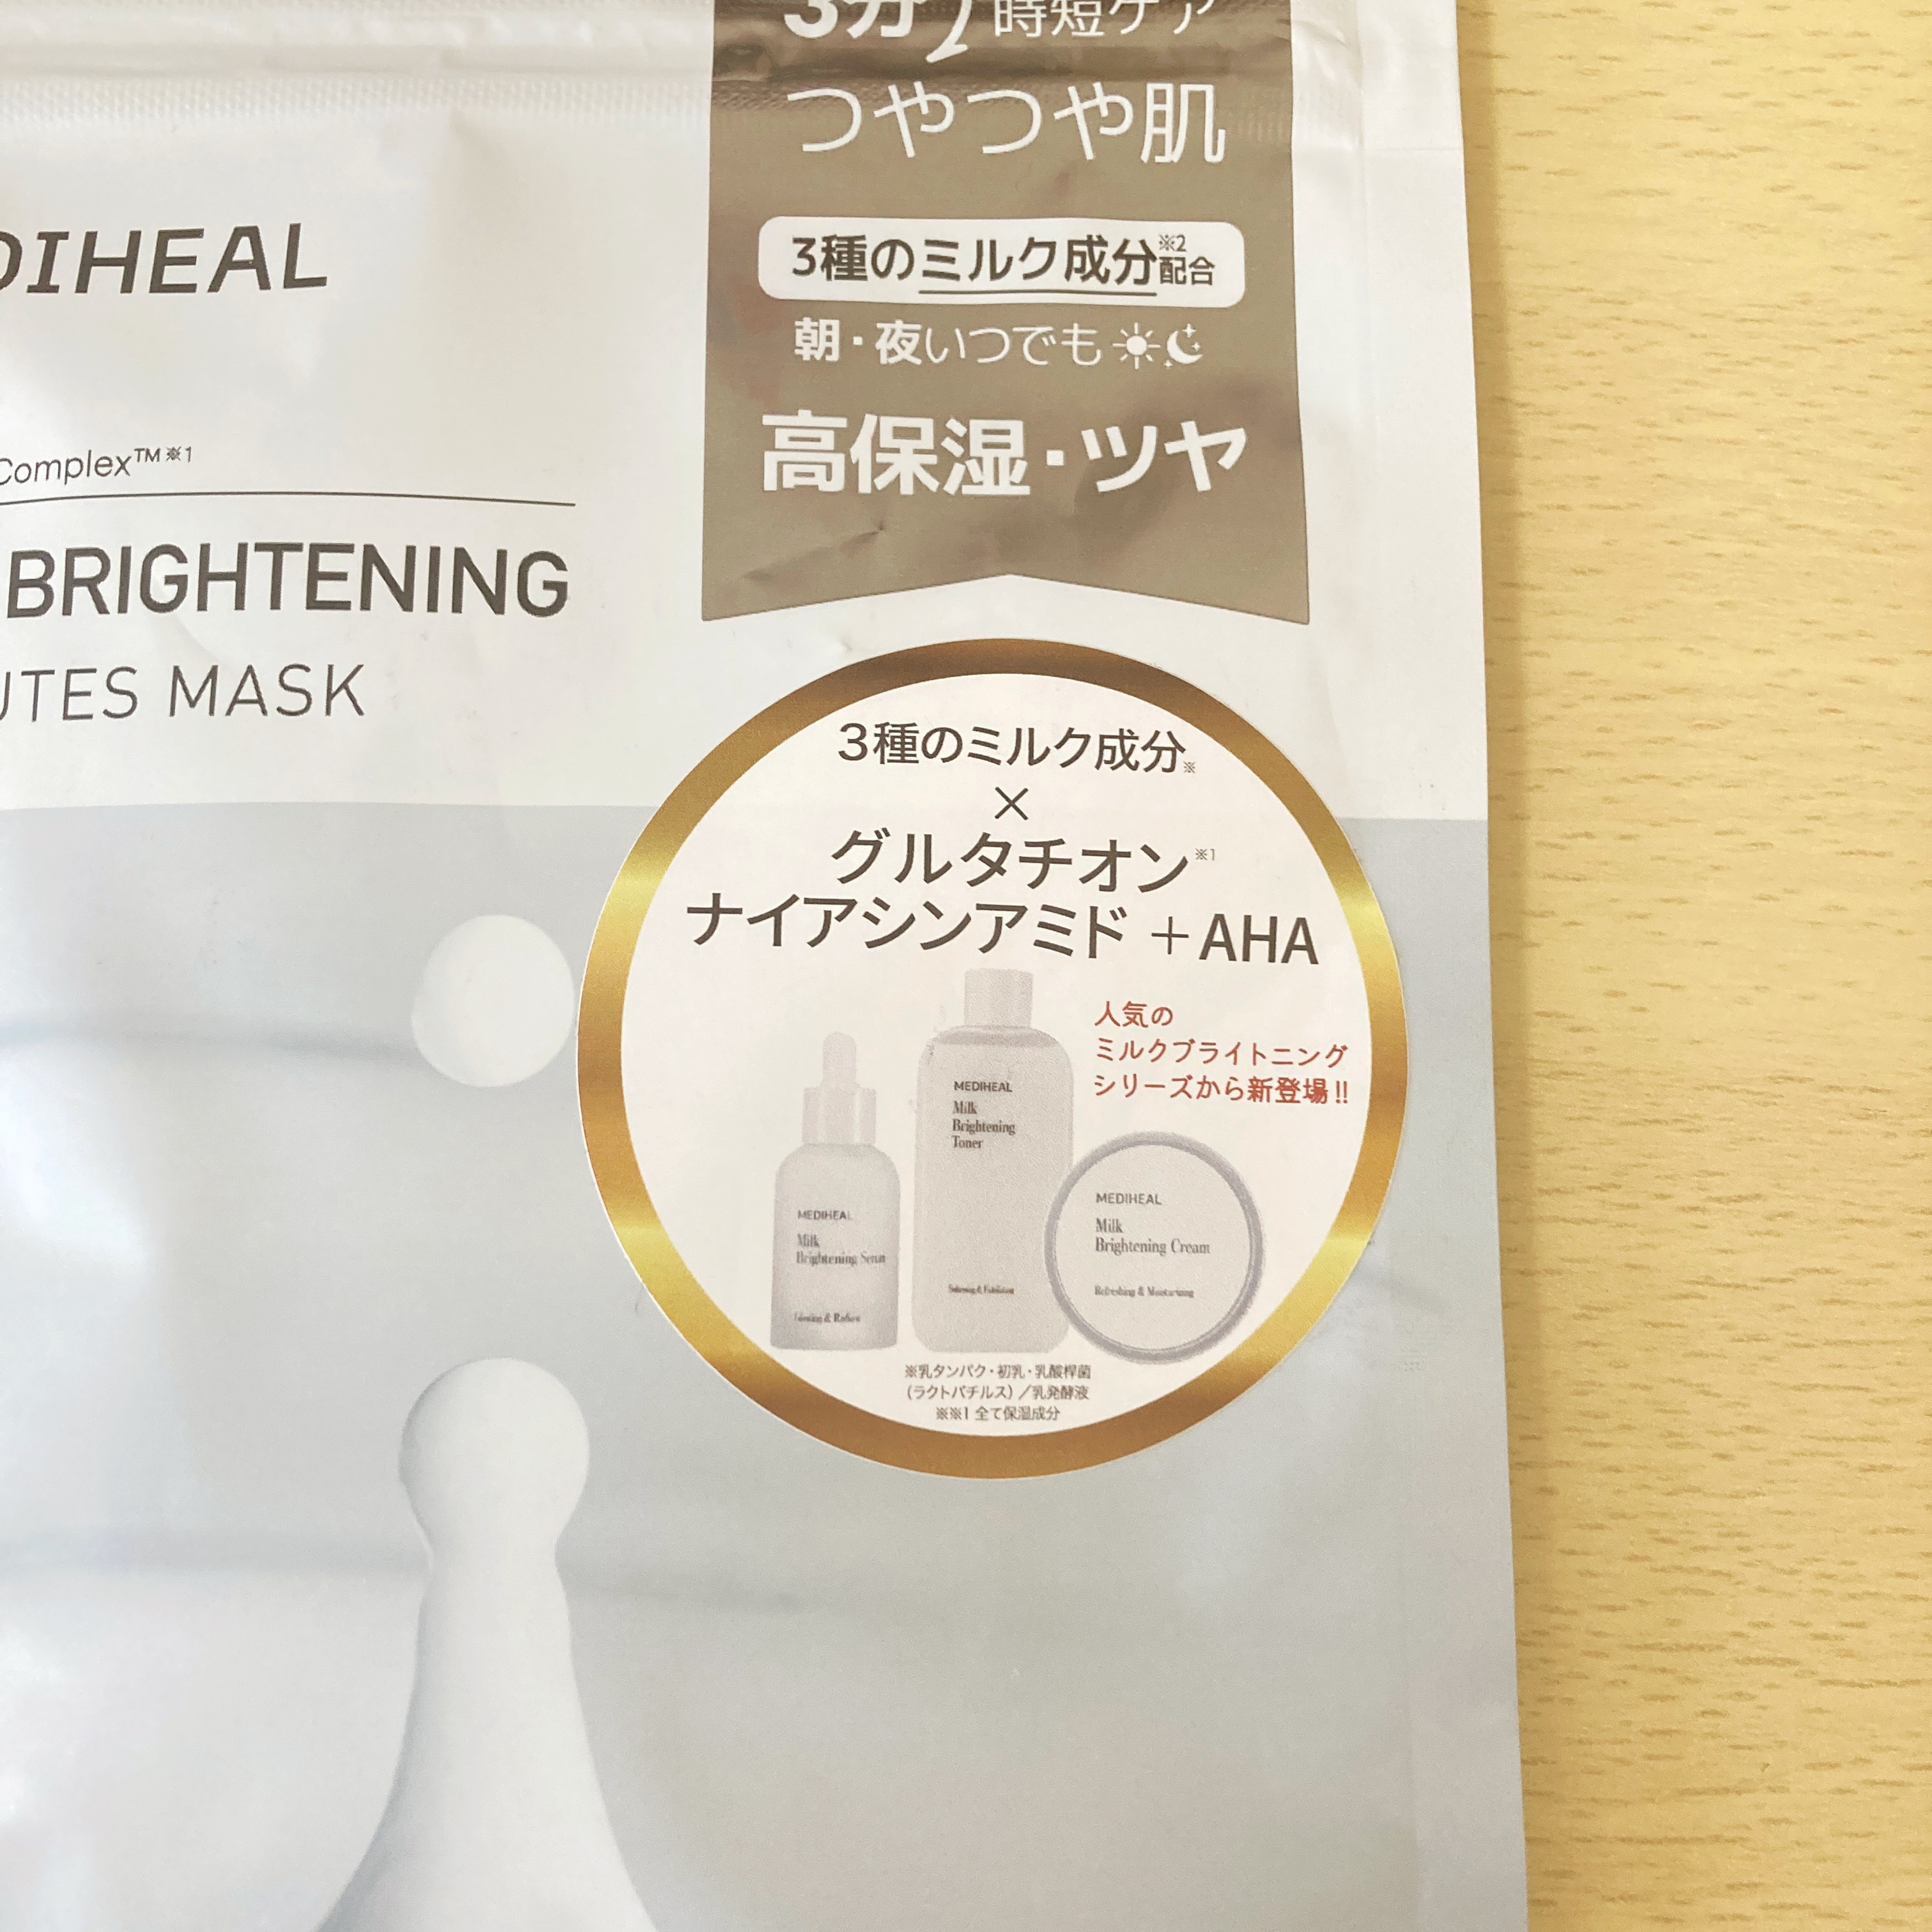 3分 時短ケア
つやつや肌
3種のミルク成分※2配合
朝・夜いつでも
高保湿・ツヤ
DIHEAL
Complex™※1
BRIGHTENING
UTES MASK
3種のミルク成分※
×
グルタチオン※1
ナイアシンアミド +AHA
人気の
ミルクブライトニング
シリーズから新登場!!
MEDIHEAL
Milk
Brightening
Toner
MEDIHEAL
Milk
Brightening Serum
MEDIHEAL
Milk
Brightening Cream
Refreshing & Moisturizing
※乳タンパク・初乳・乳酸桿菌
(ラクトバチルス)/乳発酵液
※※1 全て保湿成分